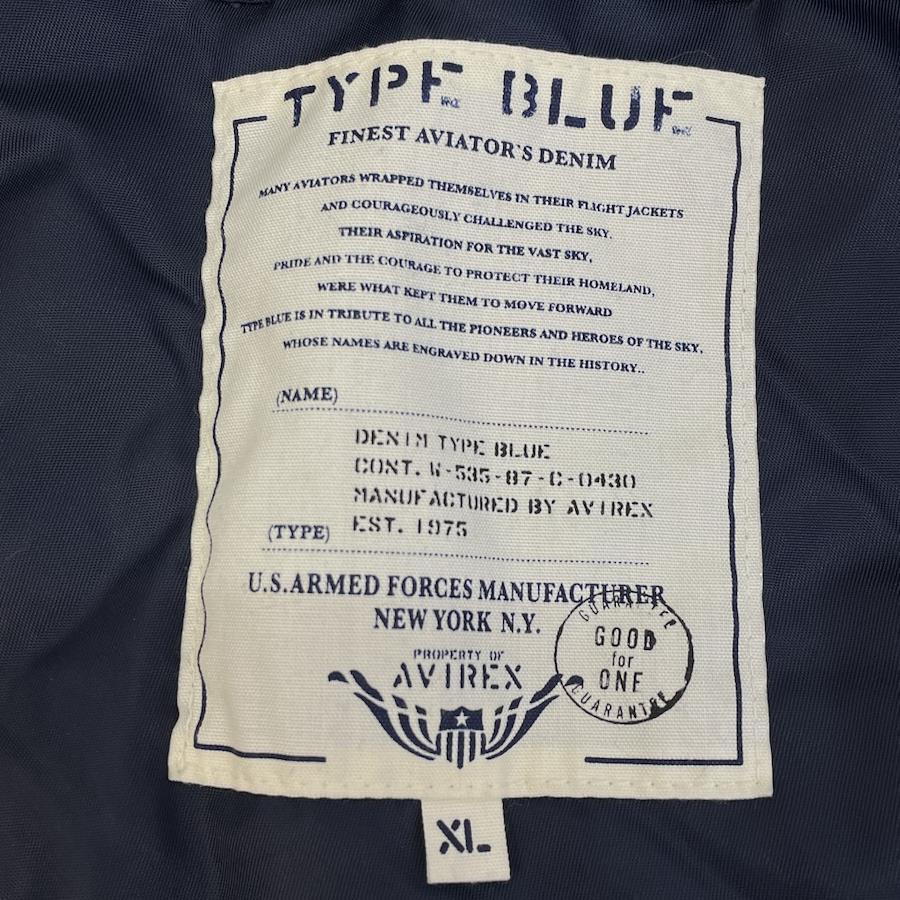 TYPE BLUE
FINEST AVIATOR'S DENIM
MANY AVIATORS WRAPPED THEMSELVES IN THEIR FLIGHT JACKETS
AND COURAGEOUSLY CHALLENGED THE SKY.
THEIR ASPIRATION FOR THE VAST SKY,
PRIDE AND THE COURAGE TO PROTECT THEIR HOMELAND,
WERE WHAT KEPT THEM TO MOVE FORWARD
TYPE BLUE IS IN TRIBUTE TO ALL THE PIONEERS AND HEROES OF THE SKY,
WHOSE NAMES ARE ENGRAVED DOWN IN THE HISTORY..
(NAME)
DENIM TYPE BLUE
CONT. W-535-87-C-0430
MANUFACTURED BY AVIREX
(TYPE) EST. 1975
U.S.ARMED FORCES MANUFACTURER
NEW YORK N.Y.
GUARANTEE
GOOD
for
ONE
GUARANTEE
PROPERTY OF
AVIREX
XL